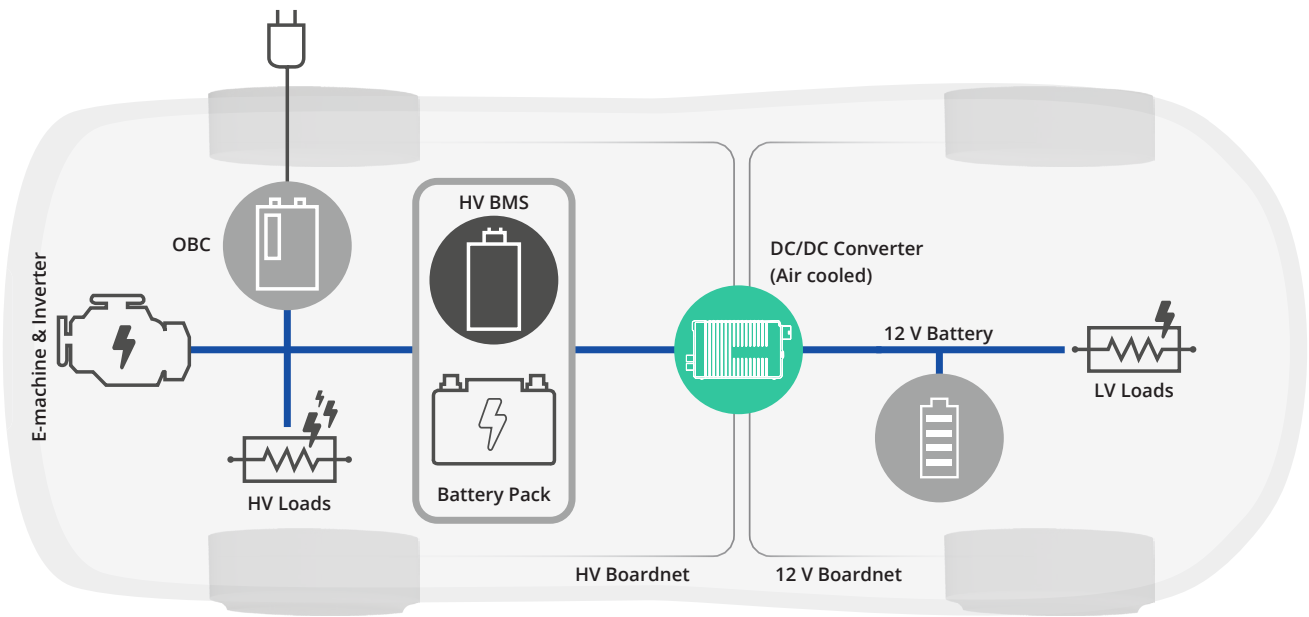 HV BMS
OBC
DC/DC Converter
(Air cooled)
E-machine & Inverter
12 V Battery
LV Loads
Battery Pack
HV Loads
HV Boardnet
12 V Boardnet